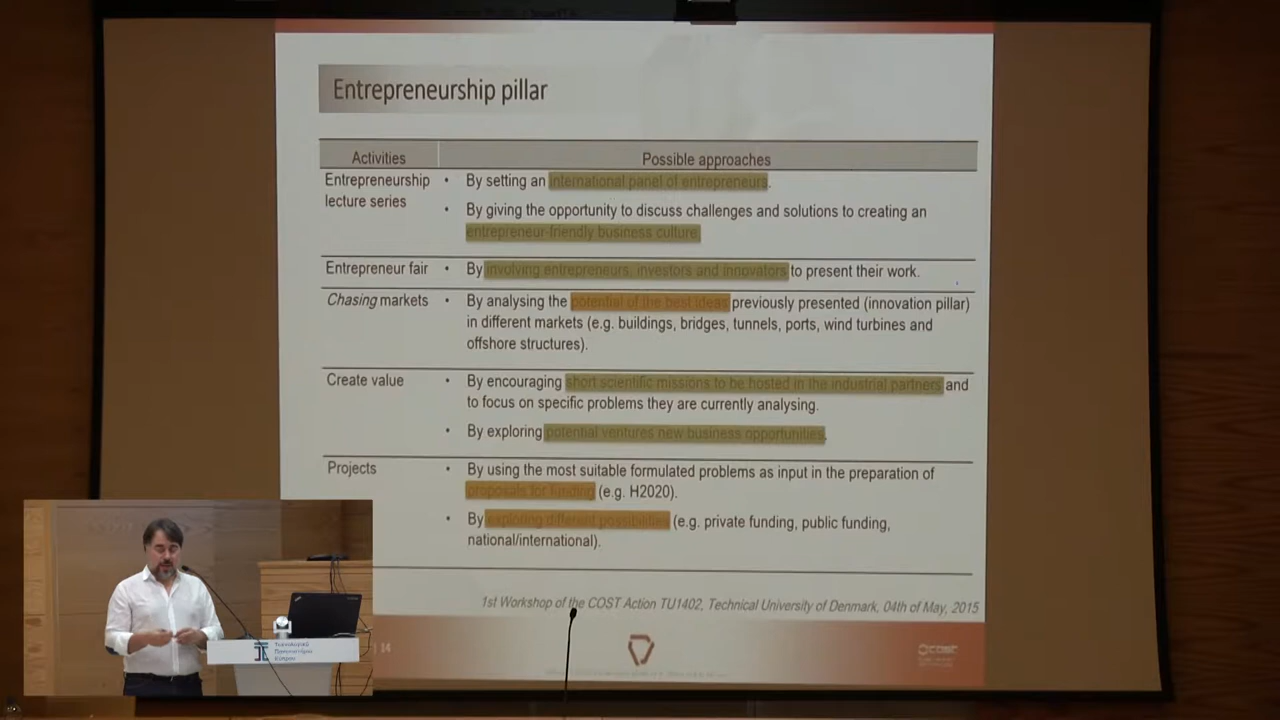 Entrepreneurship pillar
Activities
Possible approaches
Entrepreneurship
lecture series
• By setting an international panel of entrepreneurs.
• By giving the opportunity to discuss challenges and solutions to creating an
entrepreneur-friendly business culture.
Entrepreneur fair
• By involving entrepreneurs, investors and innovators to present their work.
Chasing markets
• By analysing the potential of the best ideas previously presented (innovation pillar)
in different markets (e.g. buildings, bridges, tunnels, ports, wind turbines and
offshore structures).
Create value
• By encouraging short scientific missions to be hosted in the industrial partners and
to focus on specific problems they are currently analysing.
• By exploring potential ventures new business opportunities.
Projects
• By using the most suitable formulated problems as input in the preparation of
proposals for funding (e.g. H2020).
• By exploring different possibilities (e.g. private funding, public funding,
national/international).
1st Workshop of the COST Action TU1402, Technical University of Denmark, 04th of May, 2015
| 14
cost
Τεχνολογικό
Πανεπιστήμιο
Κύπρου